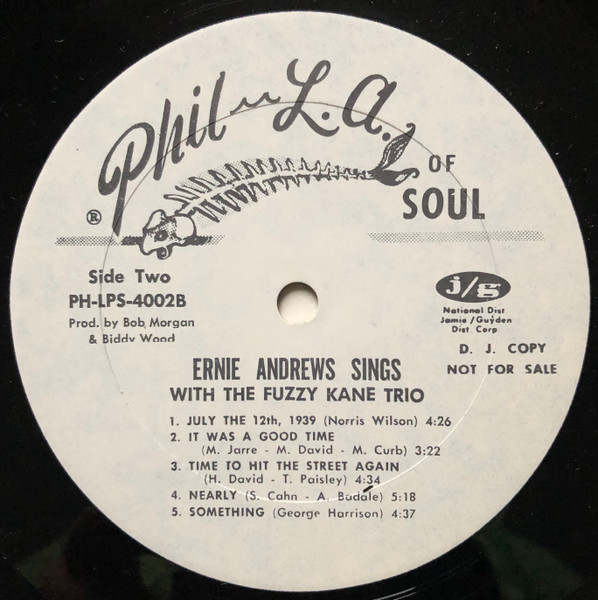 Phil-L.A.
OF
SOUL
®
Side Two
PH-LPS-4002B
Prod. by Bob Morgan
& Biddy Wood
j/g
National Dist.
Jamie/Guyden
Dist. Corp
D. J. COPY
NOT FOR SALE
ERNIE ANDREWS SINGS
WITH THE FUZZY KANE TRIO
1. JULY THE 12th, 1939 (Norris Wilson) 4:26
2. IT WAS A GOOD TIME
(M. Jarre - M. David - M. Curb) 3:22
3. TIME TO HIT THE STREET AGAIN
(H. David - T. Paisley) 4:34
4. NEARLY (S. Cahn - A. Budale) 5:18
5. SOMETHING (George Harrison) 4:37